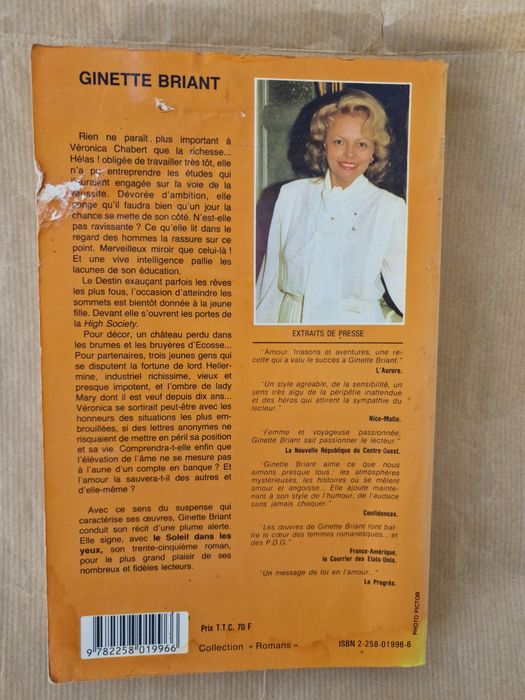 GINETTE BRIANT
Rien ne paraît plus important à
Véronica Chabert que la richesse...
Hélas ! obligée de travailler très tôt, elle
n'a pu entreprendre les études qui
l'auraient engagée sur la voie de la
réussite. Dévorée d'ambition, elle
songe qu'il faudra bien qu'un jour la
chance se mette de son côté. N'est-elle
pas ravissante ? Ce qu'elle lit dans le
regard des hommes la rassure sur ce
point. Merveilleux miroir que celui-là !
Et une vive intelligence pallie les
lacunes de son éducation.
Le Destin exauçant parfois les rêves
les plus fous, l'occasion d'atteindre les
sommets est bientôt donnée à la jeune
fille. Devant elle s'ouvrent les portes de
la High Society.
Pour décor, un château perdu dans
les brumes et les bruyères d'Ecosse...
Pour partenaires, trois jeunes gens qui
se disputent la fortune de lord Heller-
mine, industriel richissime, vieux et
presque impotent, et l'ombre de lady
Mary dont il est veuf depuis dix ans...
Véronica se sortirait peut-être avec les
honneurs des situations les plus em-
brouillées, si des lettres anonymes ne
risquaient de mettre en péril sa position
et sa vie. Comprendra-t-elle enfin que
l'élévation de l'âme ne se mesure pas
à l'aune d'un compte en banque ? Et
l'amour la sauvera-t-il des autres et
d'elle-même ?
Avec ce sens du suspense qui
caractérise ses œuvres, Ginette Briant
conduit son récit d'une plume alerte.
Elle signe, avec le Soleil dans les
yeux, son trente-cinquième roman,
pour le plus grand plaisir de ses
nombreux et fidèles lecteurs.
EXTRAITS DE PRESSE
"Amour, frissons et aventures, une re-
cette qui a valu le succès à Ginette Briant."
L'Aurore.
"Un style agréable, de la sensibilité, un
sens très aigu de la péripétie inattendue
et des héros qui attirent la sympathie du
lecteur."
Nice-Matin.
"Femme et voyageuse passionnée,
Ginette Briant sait passionner le lecteur."
La Nouvelle République du Centre-Ouest.
"Ginette Briant aime ce que nous
aimons presque tous : les atmosphères
mystérieuses, les histoires où se mêlent
amour et angoisse... Elle ajoute mainte-
nant à son style de l'humour, de l'audace
sans jamais choquer."
Confidences.
"Les œuvres de Ginette Briant font bat-
tre le cœur des femmes romanesques... et
des P.D.G."
France-Amérique,
le Courrier des Etats-Unis.
"Un message de foi en l'amour..."
Le Progrès.
PHOTO PICTOR
9 782258 019966
Prix T.T.C. 70 F
Collection « Romans »
ISBN 2-258-01996-6